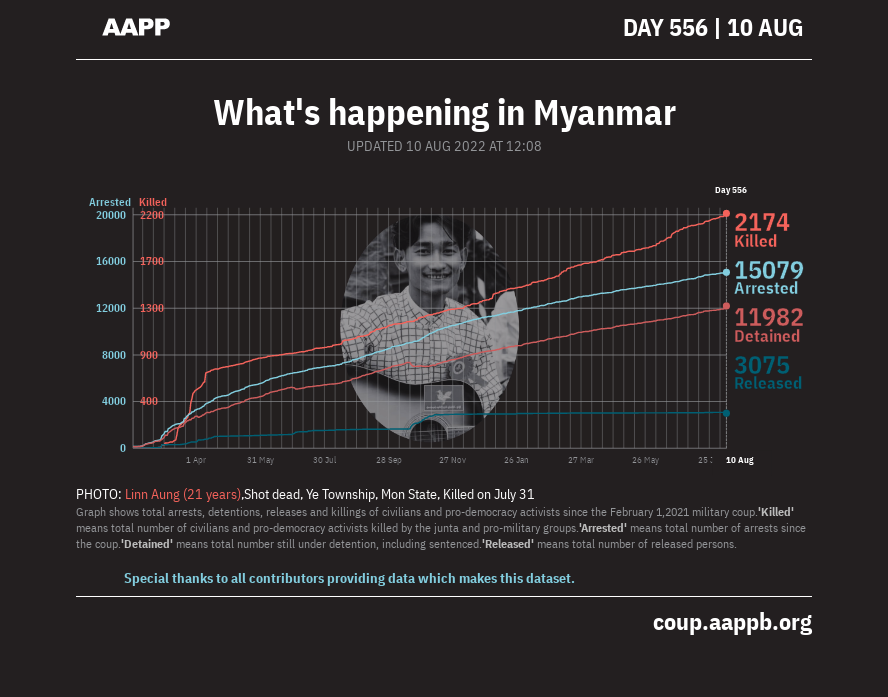 AAPP
DAY 556 | 10 AUG
What's happening in Myanmar
UPDATED 10 AUG 2022 AT 12:08
Day 556
Arrested Killed
20000 2200
16000 1700
12000 1300
8000 900
4000 400
0
2174
Killed
15079
Arrested
11982
Detained
3075
Released
1 Apr 31 May 30 Jul 28 Sep 27 Nov 26 Jan 27 Mar 26 May 25 10 Aug
PHOTO: Linn Aung (21 years),Shot dead, Ye Township, Mon State, Killed on July 31
Graph shows total arrests, detentions, releases and killings of civilians and pro-democracy activists since the February 1,2021 military coup.'Killed'
means total number of civilians and pro-democracy activists killed by the junta and pro-military groups.'Arrested' means total number of arrests since
the coup.'Detained' means total number still under detention, including sentenced.'Released' means total number of released persons.
Special thanks to all contributors providing data which makes this dataset.
coup.aappb.org